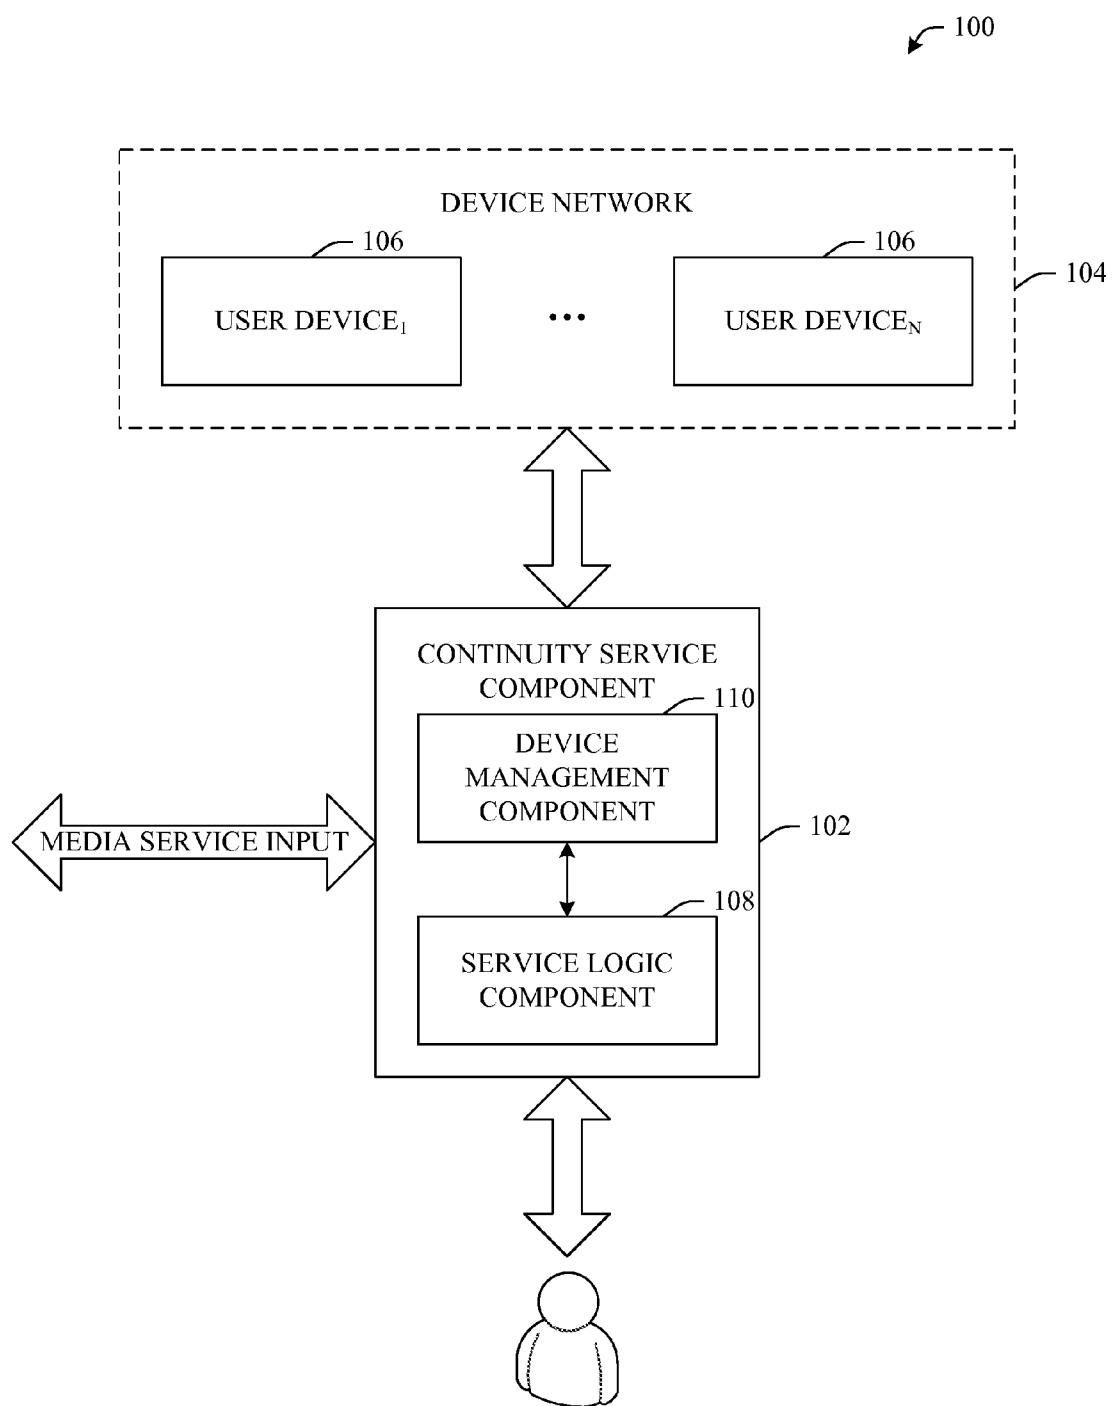 100
DEVICE NETWORK
106
106
104
USER DEVICE₁
...
USER DEVICEN
CONTINUITY SERVICE
COMPONENT
110
DEVICE
MANAGEMENT
COMPONENT
102
MEDIA SERVICE INPUT
108
SERVICE LOGIC
COMPONENT